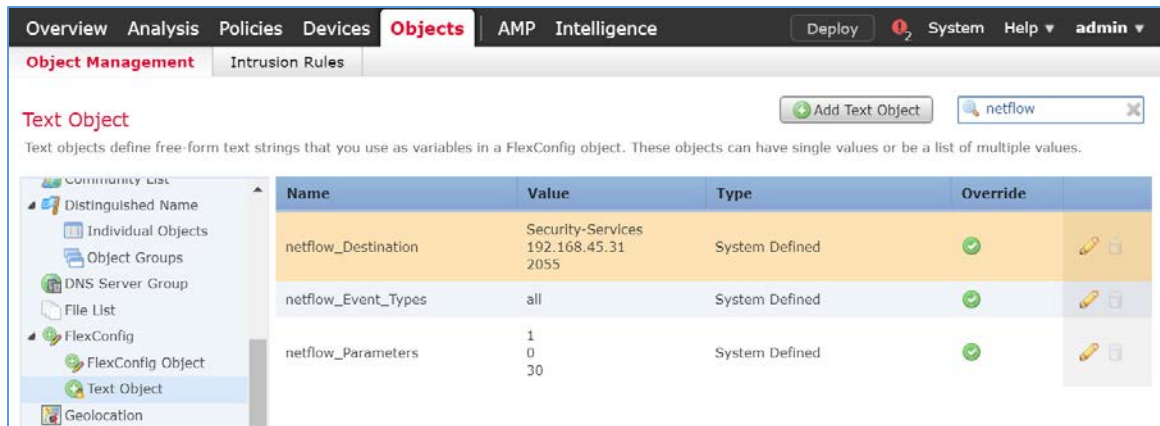 Overview Analysis Policies Devices Objects AMP Intelligence Deploy 2 System Help admin
Object Management Intrusion Rules
Text Object
Add Text Object
netflow
Text objects define free-form text strings that you use as variables in a FlexConfig object. These objects can have single values or be a list of multiple values.
Community List
Distinguished Name
Individual Objects
Object Groups
DNS Server Group
File List
FlexConfig
FlexConfig Object
Text Object
Geolocation
Name Value Type Override
netflow_Destination Security-Services System Defined
192.168.45.31
2055
netflow_Event_Types all System Defined
netflow_Parameters 1 System Defined
0
30